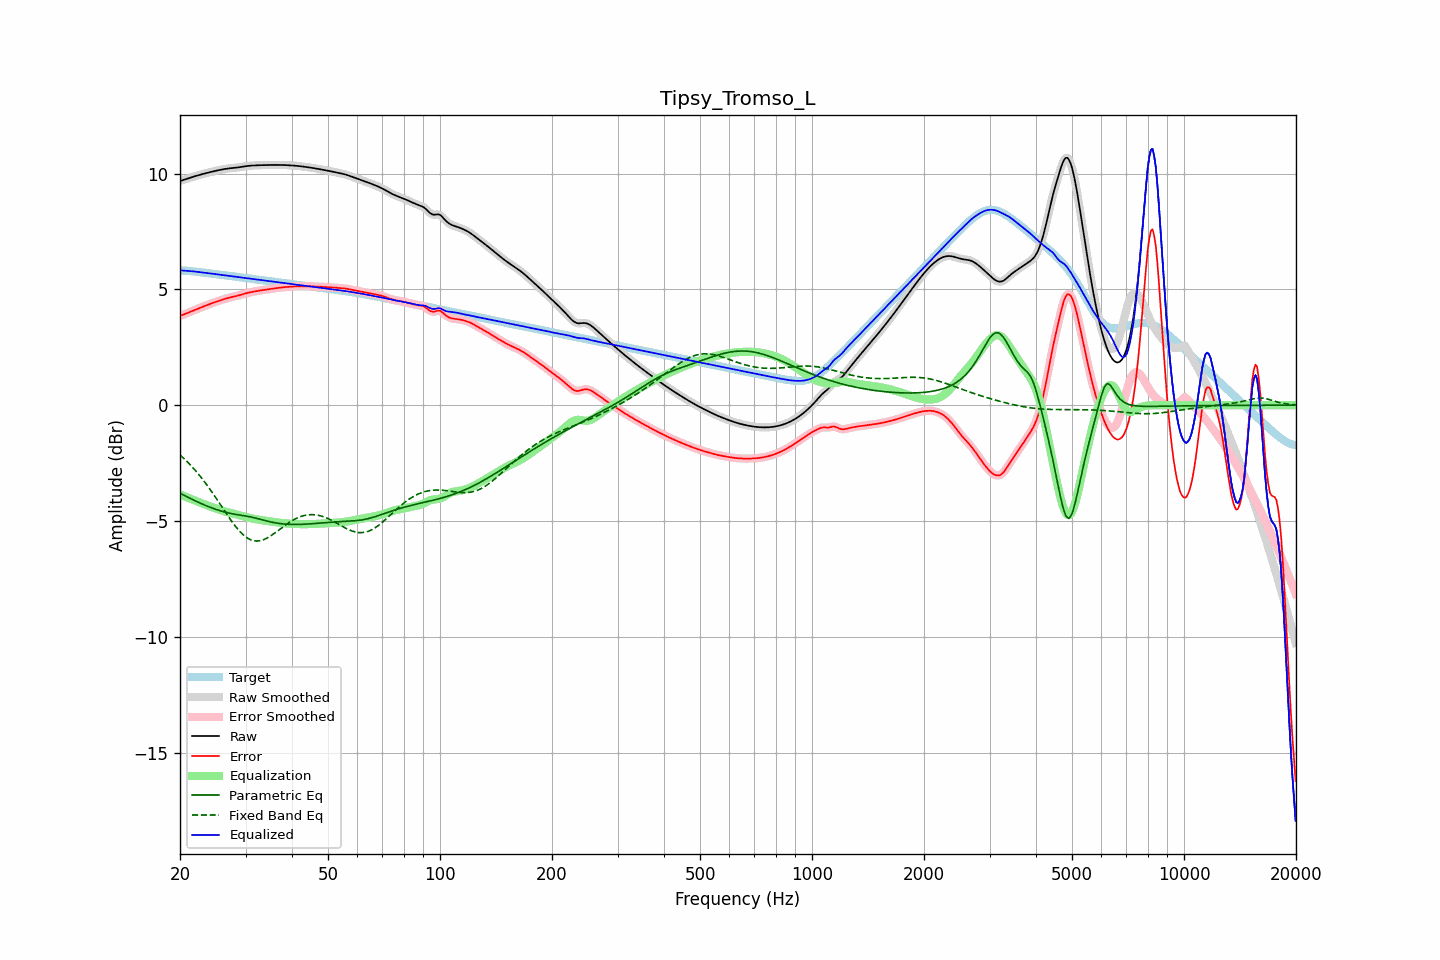 Tipsy_Tromso_L
Amplitude (dBr)
10
5
0
−5
−10
−15
Target
Raw Smoothed
Error Smoothed
Raw
Error
Equalization
Parametric Eq
Fixed Band Eq
Equalized
20 50 100 200 500 1000 2000 5000 10000 20000
Frequency (Hz)